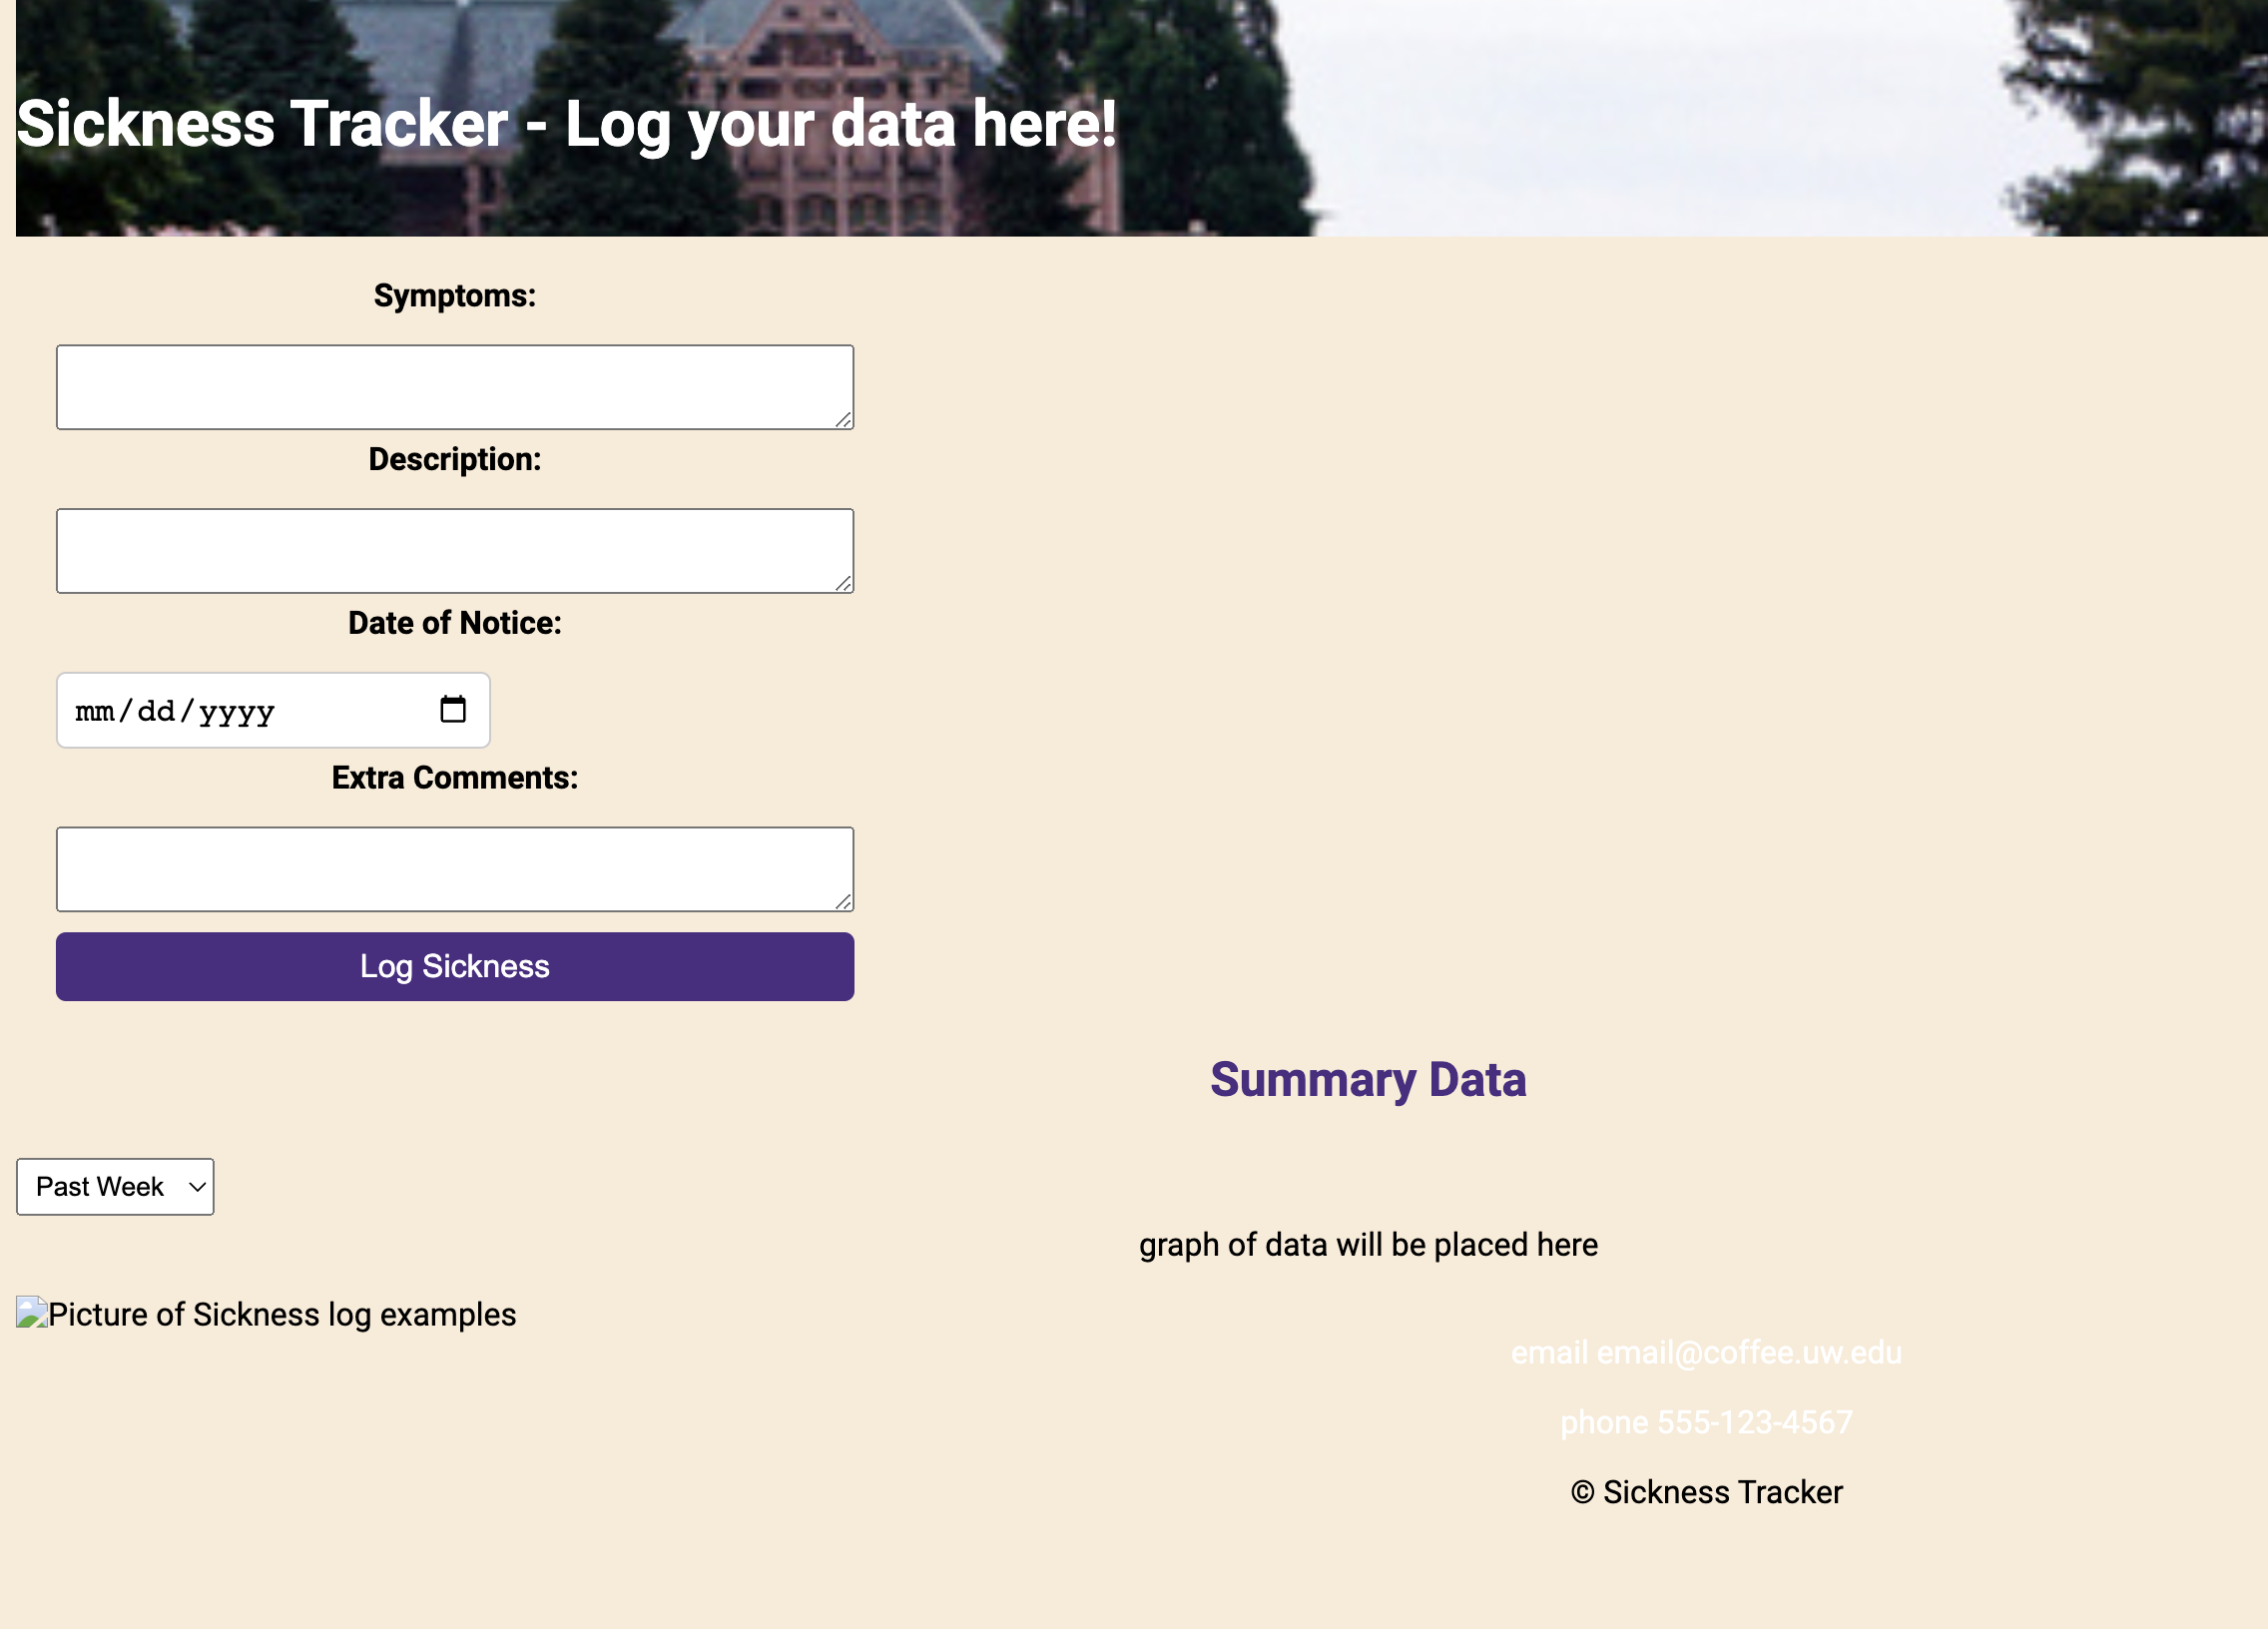 Sickness Tracker - Log your data here!
Symptoms:
Description:
Date of Notice:
mm/dd/yyyy
Extra Comments:
Log Sickness
Summary Data
Past Week
graph of data will be placed here
Picture of Sickness log examples
email email@coffee.uw.edu
phone 555-123-4567
© Sickness Tracker